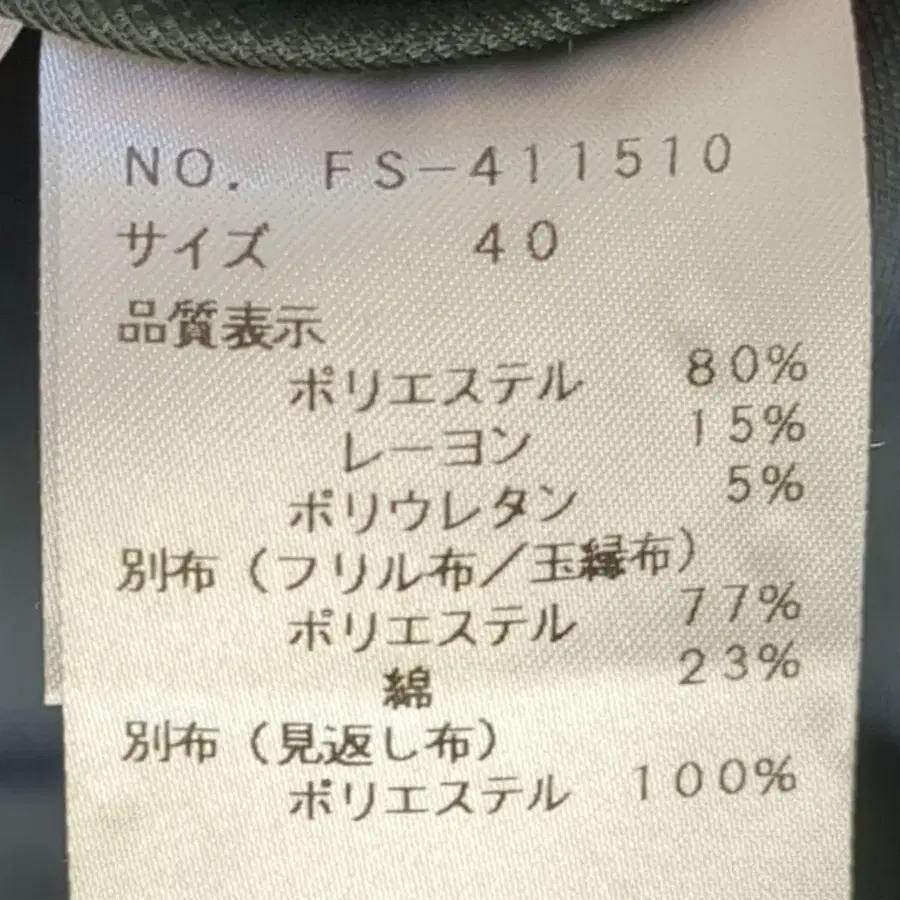 NO. FS-411510
サイズ 40
品質表示
ポリエステル 80%
レーヨン 15%
ポリウレタン 5%
別布(フリル布/玉縁布)
ポリエステル 77%
綿 23%
別布(見返し布)
ポリエステル 100%